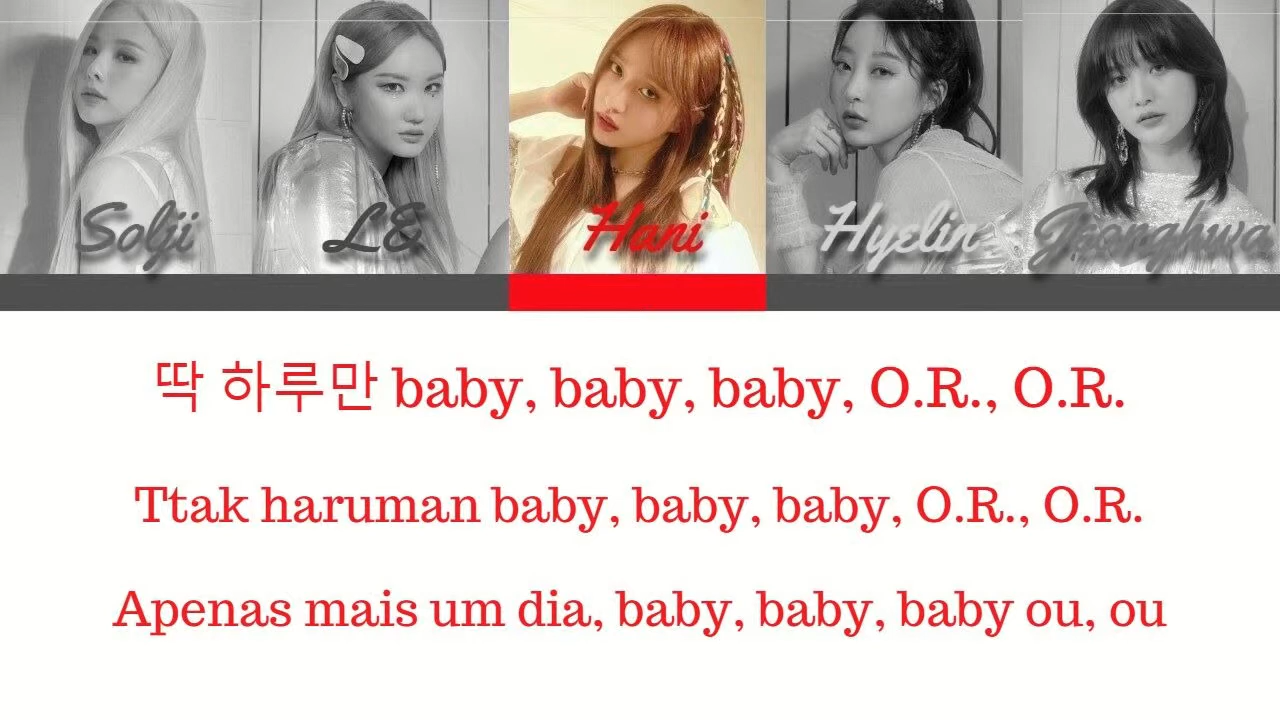 Solji
LE
Hani
Hyelin
Jeonghwa
딱 하루만 baby, baby, baby, O.R., O.R.
Ttak haruman baby, baby, baby, O.R., O.R.
Apenas mais um dia, baby, baby, baby ou, ou